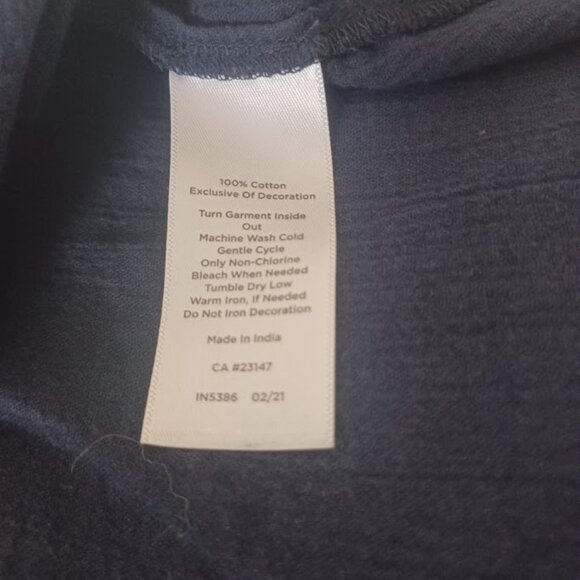 100% Cotton
Exclusive Of Decoration
Turn Garment Inside
Out
Machine Wash Cold
Gentle Cycle
Only Non-Chlorine
Bleach When Needed
Tumble Dry Low
Warm Iron, If Needed
Do Not Iron Decoration
Made In India
CA #23147
IN5386 02/21